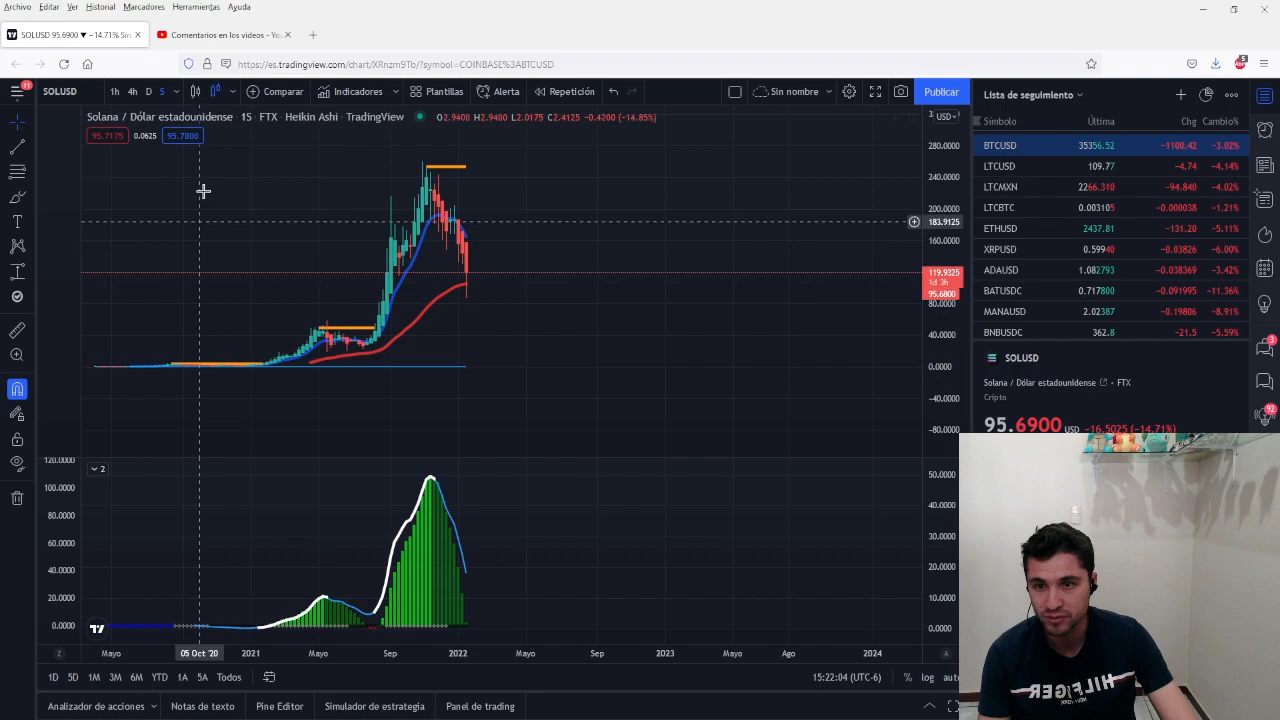 Archivo Editar Ver Historial Marcadores Herramientas Ayuda
SOLUSD 95.6900 ▼ −14.71% Sin
Comentarios en los videos - Yo
https://es.tradingview.com/chart/XRnzm9Tb/?symbol=COINBASE%3ABTCUSD
11
SOLUSD 1h 4h D S Comparar Indicadores Plantillas Alerta Repetición Sin nombre Publicar
Solana / Dólar estadounidense · 1S · FTX · Heikin Ashi · TradingView O2.9400 H2.9400 L2.0175 C2.4125 −0.4200 (−14.85%)
USD
95.7175 0.0625 95.7800
280.0000
240.0000
200.0000
183.9125
160.0000
119.9325
1d 3h
95.6800
80.0000
40.0000
0.0000
−40.0000
−80.0000
2
120.0000
100.0000
80.0000
60.0000
40.0000
20.0000
0.0000
50.0000
40.0000
30.0000
20.0000
10.0000
0.0000
Z Mayo 05 Oct '20 2021 Mayo Sep 2022 Mayo Sep 2023 Mayo Ago 2024 A
1D 5D 1M 3M 6M YTD 1A 5A Todos 15:22:04 (UTC-6) % log auto
Analizador de acciones Notas de texto Pine Editor Simulador de estrategia Panel de trading
Lista de seguimiento
Símbolo Última Chg Cambio%
BTCUSD 35356.52 −1100.42 −3.02%
LTCUSD 109.77 −4.74 −4.14%
LTCMXN 2266.310 −94.840 −4.02%
LTCBTC 0.003105 −0.000038 −1.21%
ETHUSD 2437.81 −131.20 −5.11%
XRPUSD 0.59940 −0.03826 −6.00%
ADAUSD 1.082793 −0.038369 −3.42%
BATUSDC 0.717800 −0.091995 −11.36%
MANAUSD 2.02387 −0.19806 −8.91%
BNBUSDC 362.8 −21.5 −5.59%
SOLUSD
Solana / Dólar estadounidense · FTX
Cripto
95.6900 USD −16.5025 (−14.71%)
3
92
HILFIGER